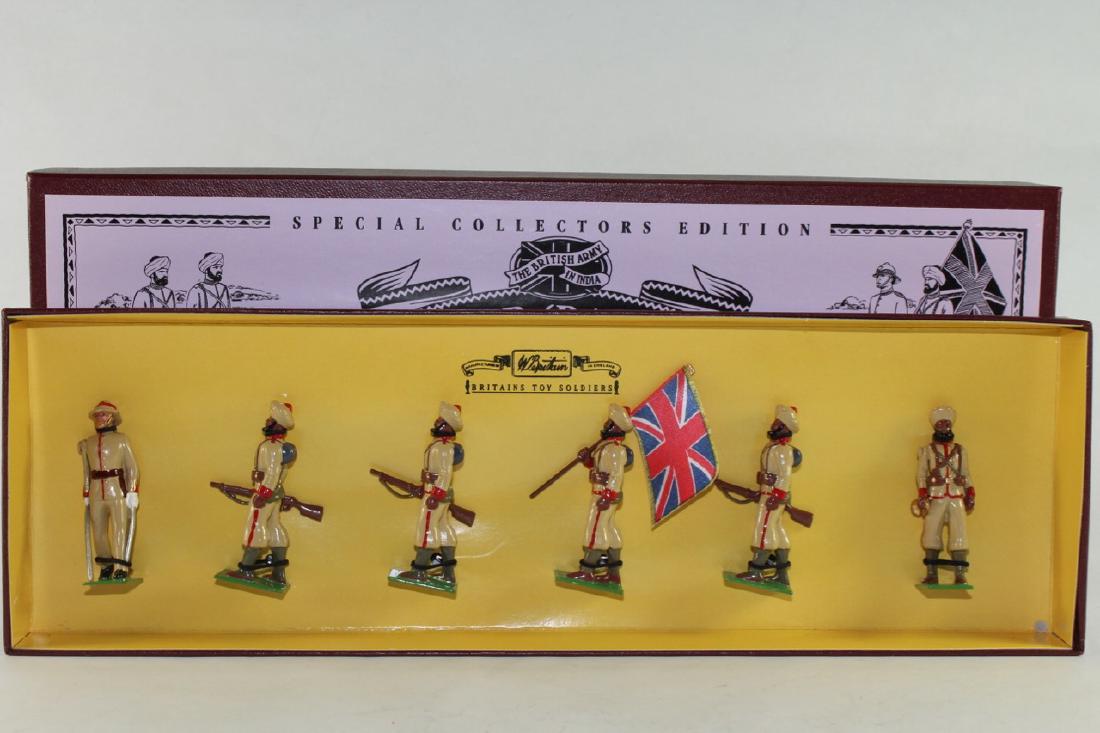 SPECIAL COLLECTORS EDITION
THE BRITISH ARMY
IN INDIA
W. Britain
BRITAINS TOY SOLDIERS